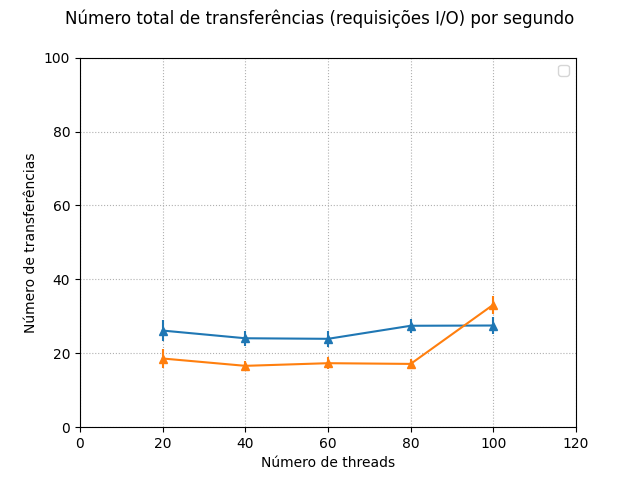 Número total de transferências (requisições I/O) por segundo
100
80
60
40
20
0
Número de transferências
0 20 40 60 80 100 120
Número de threads